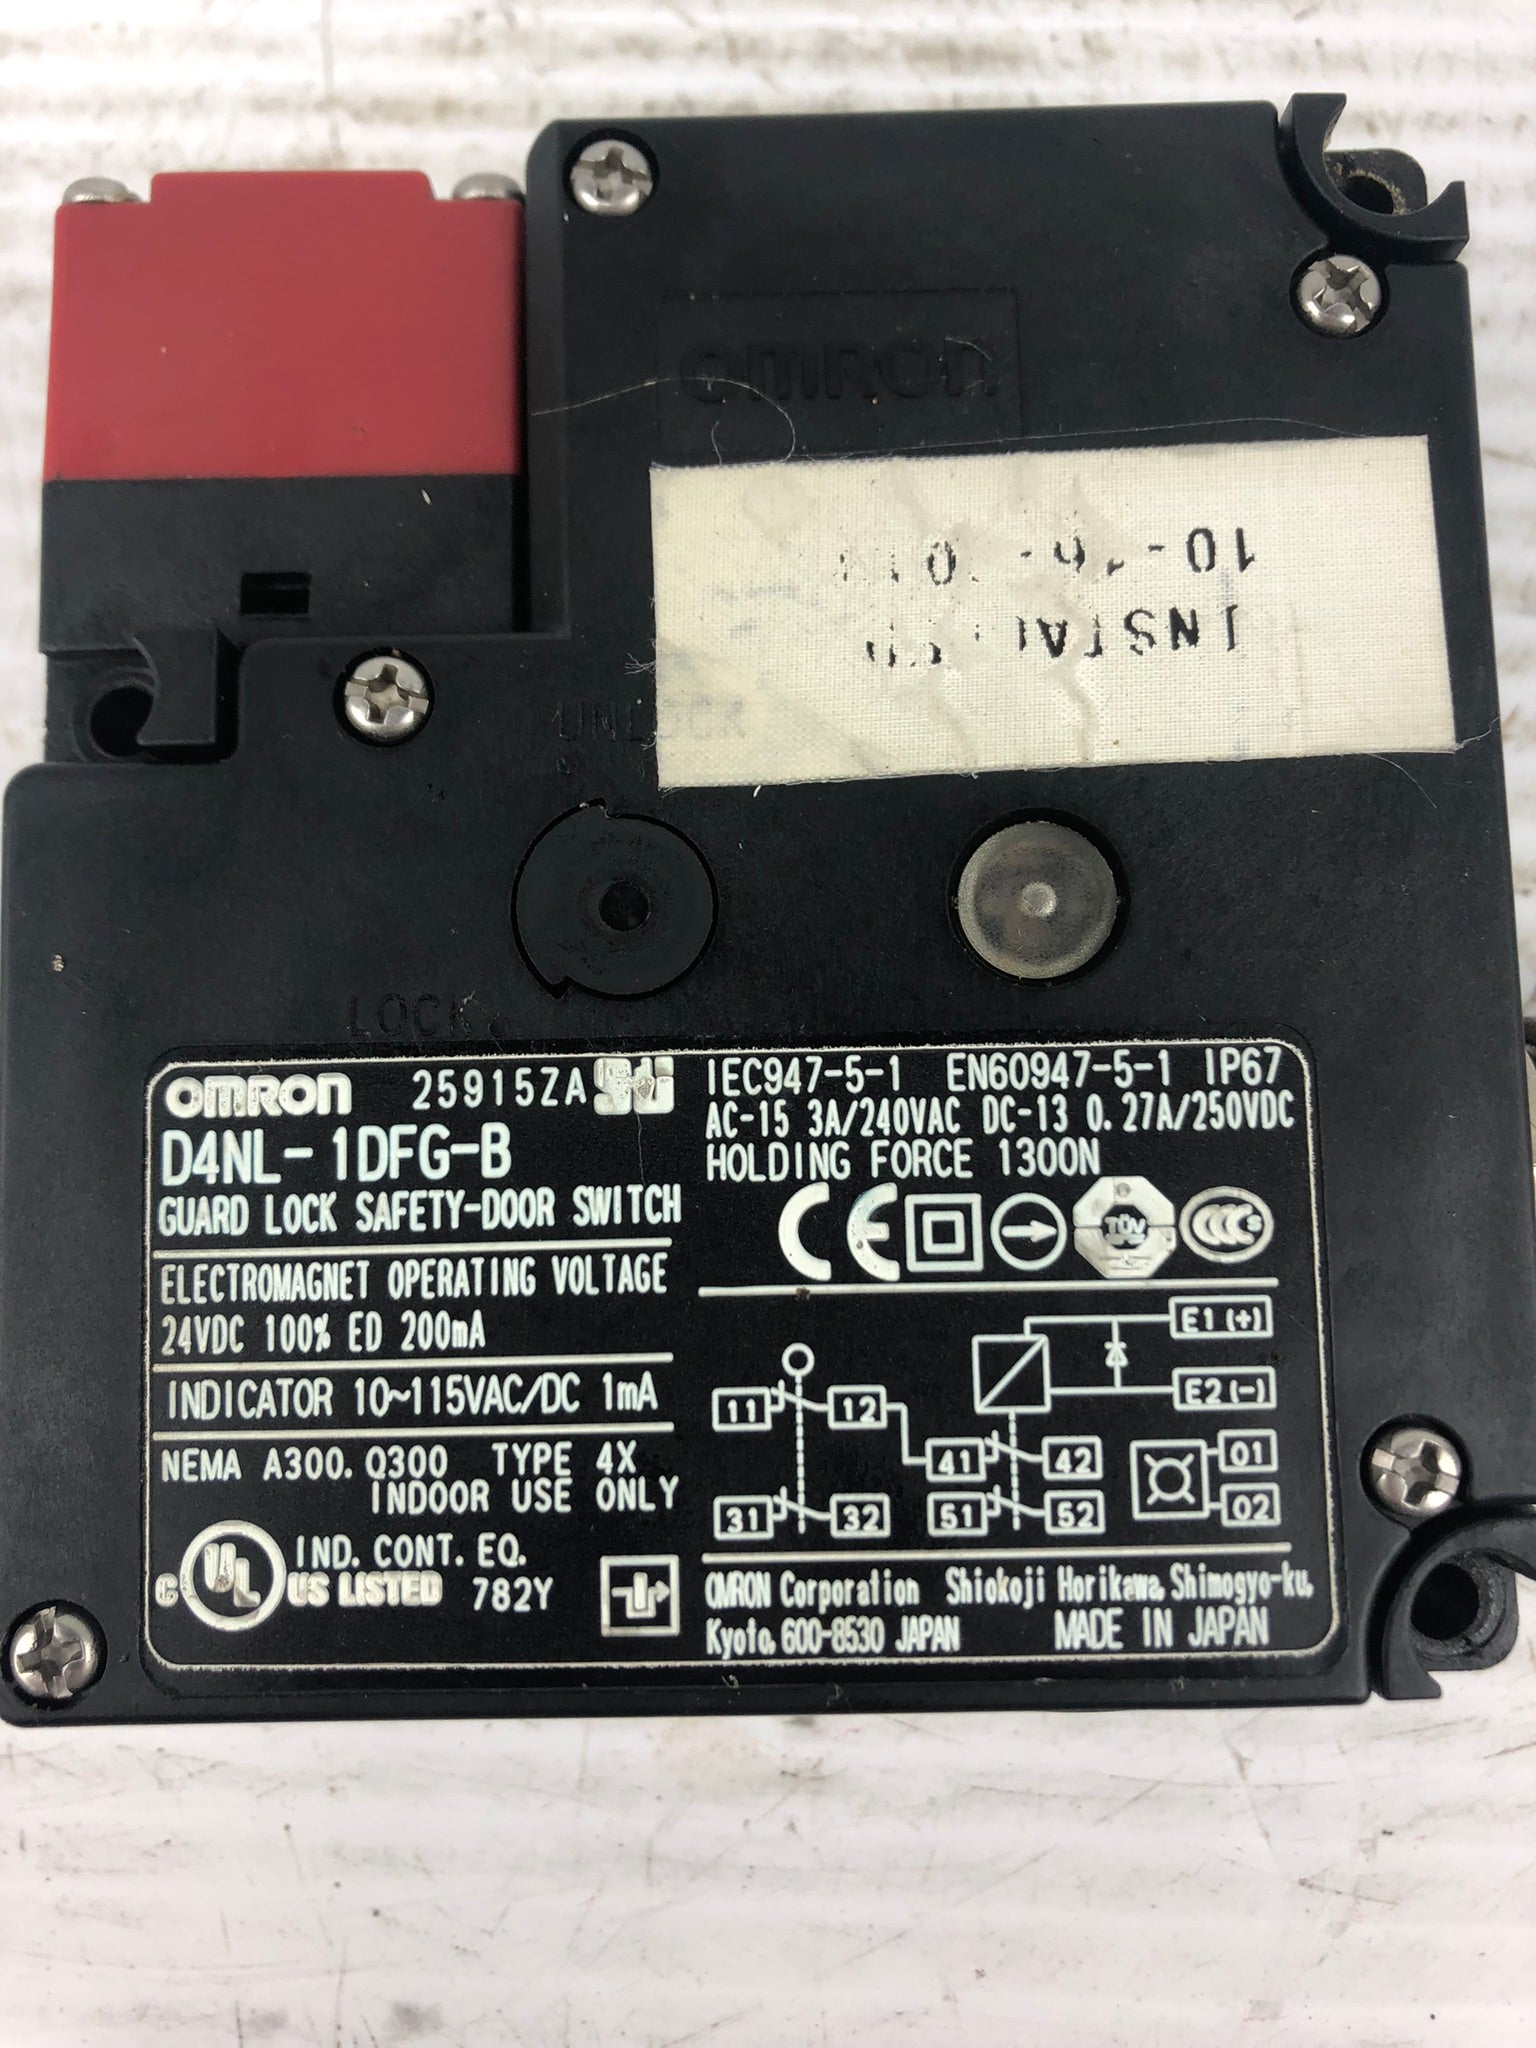 OMRON
10-
UNLOCK
LOCK
OMRON 25915ZA
D4NL-1DFG-B
GUARD LOCK SAFETY-DOOR SWITCH
ELECTROMAGNET OPERATING VOLTAGE
24VDC 100% ED 200mA
INDICATOR 10~115VAC/DC 1mA
NEMA A300. Q300 TYPE 4X
INDOOR USE ONLY
C UL US LISTED
IND. CONT. EQ.
782Y
IEC947-5-1 EN60947-5-1 IP67
AC-15 3A/240VAC DC-13 0.27A/250VDC
HOLDING FORCE 1300N
CE TÜV CCC S
E1(+)
E2(-)
11 12
41 42 01
31 32 51 52 02
OMRON Corporation Shiokoji Horikawa, Shimogyo-ku,
Kyoto, 600-8530 JAPAN MADE IN JAPAN